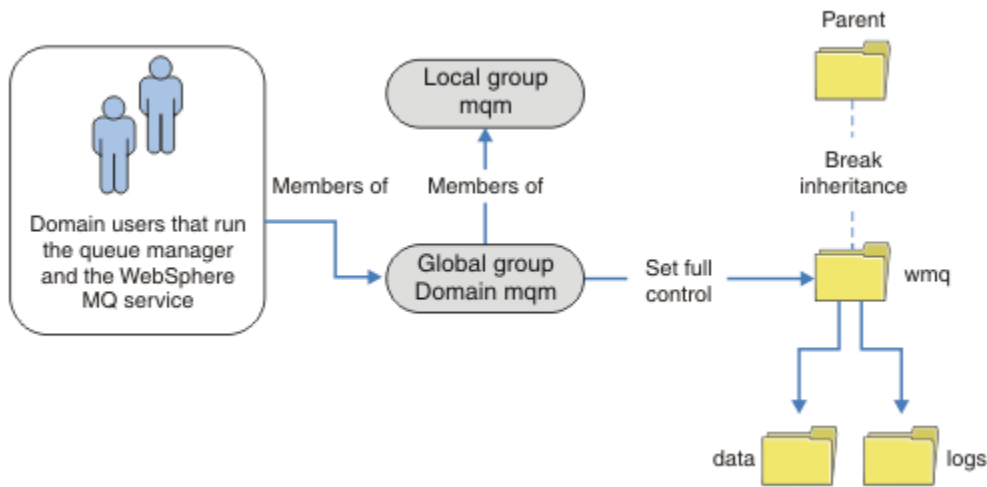 Domain users that run
the queue manager
and the WebSphere
MQ service
Members of
Local group
mqm
Members of
Global group
Domain mqm
Set full
control
Parent
Break
inheritance
wmq
data
logs